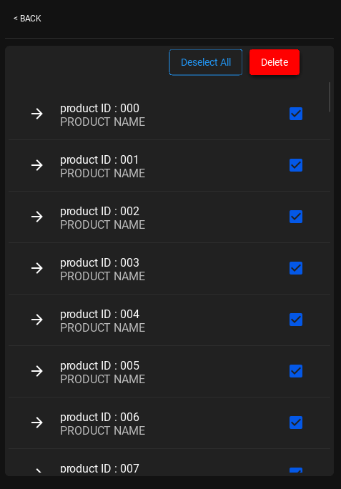 < BACK
Deselect All
Delete
product ID : 000
PRODUCT NAME
product ID : 001
PRODUCT NAME
product ID : 002
PRODUCT NAME
product ID : 003
PRODUCT NAME
product ID : 004
PRODUCT NAME
product ID : 005
PRODUCT NAME
product ID : 006
PRODUCT NAME
product ID : 007